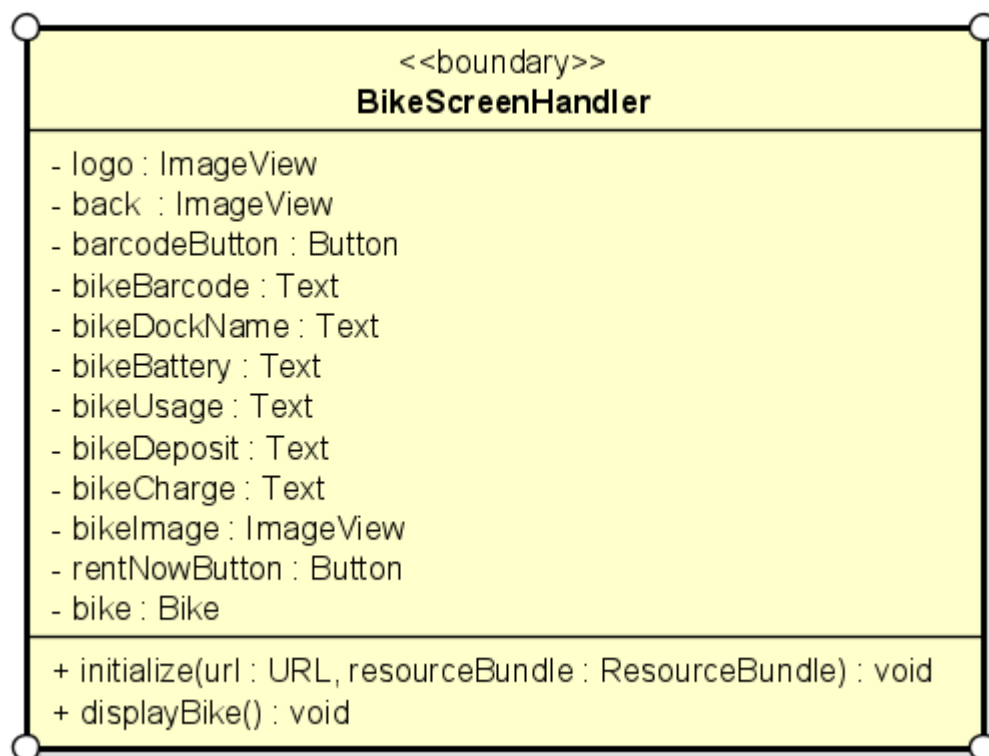 <<boundary>>
BikeScreenHandler
- logo : ImageView
- back : ImageView
- barcodeButton : Button
- bikeBarcode : Text
- bikeDockName : Text
- bikeBattery : Text
- bikeUsage : Text
- bikeDeposit : Text
- bikeCharge : Text
- bikeImage : ImageView
- rentNowButton : Button
- bike : Bike
+ initialize(url : URL, resourceBundle : ResourceBundle) : void
+ displayBike() : void